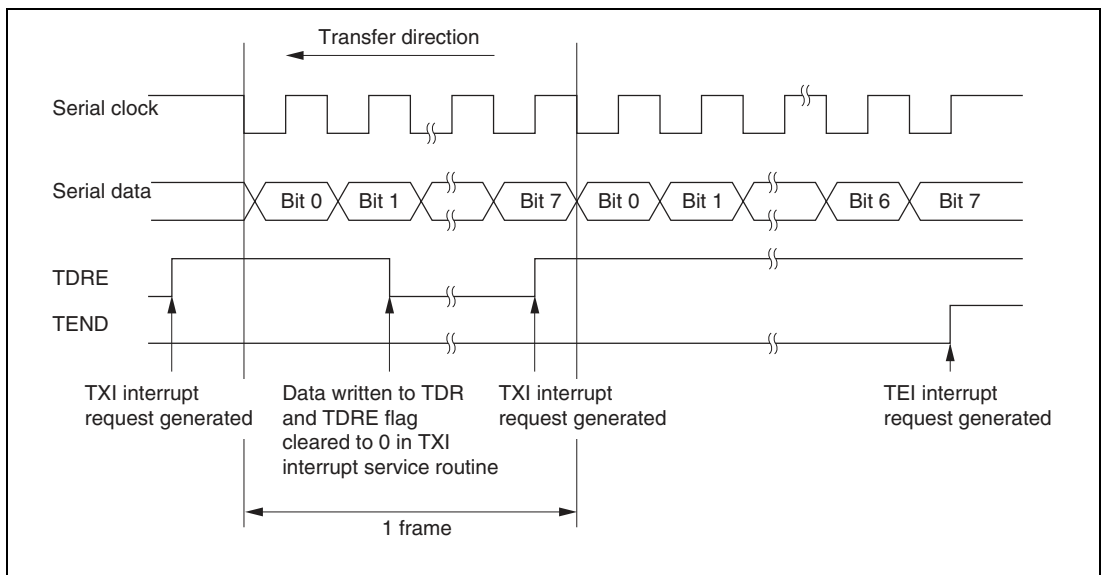 Transfer direction
Serial clock
Serial data
Bit 0
Bit 1
Bit 7
Bit 0
Bit 1
Bit 6
Bit 7
TDRE
TEND
TXI interrupt
request generated
Data written to TDR
and TDRE flag
cleared to 0 in TXI
interrupt service routine
TXI interrupt
request generated
TEI interrupt
request generated
1 frame